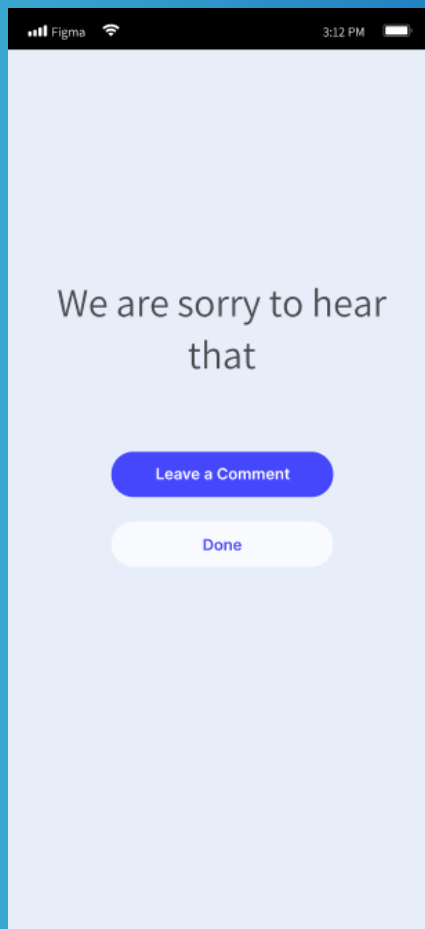 Figma 3:12 PM
We are sorry to hear
that
Leave a Comment
Done